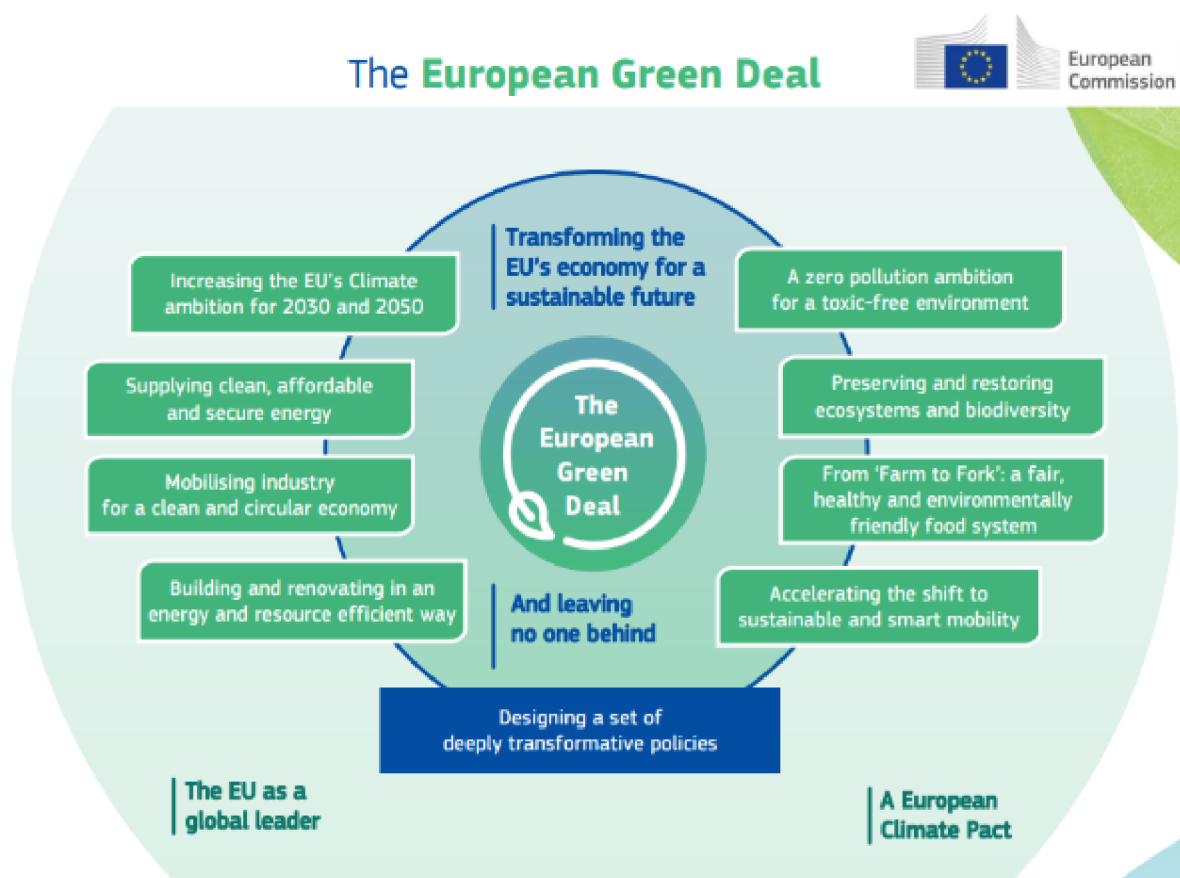 The European Green Deal
European
Commission
Transforming the
EU's economy for a
sustainable future
Increasing the EU's Climate
ambition for 2030 and 2050
Supplying clean, affordable
and secure energy
Mobilising industry
for a clean and circular economy
Building and renovating in an
energy and resource efficient way
A zero pollution ambition
for a toxic-free environment
Preserving and restoring
ecosystems and biodiversity
From ‘Farm to Fork’: a fair,
healthy and environmentally
friendly food system
Accelerating the shift to
sustainable and smart mobility
The
European
Green
Deal
And leaving
no one behind
Designing a set of
deeply transformative policies
The EU as a
global leader
A European
Climate Pact